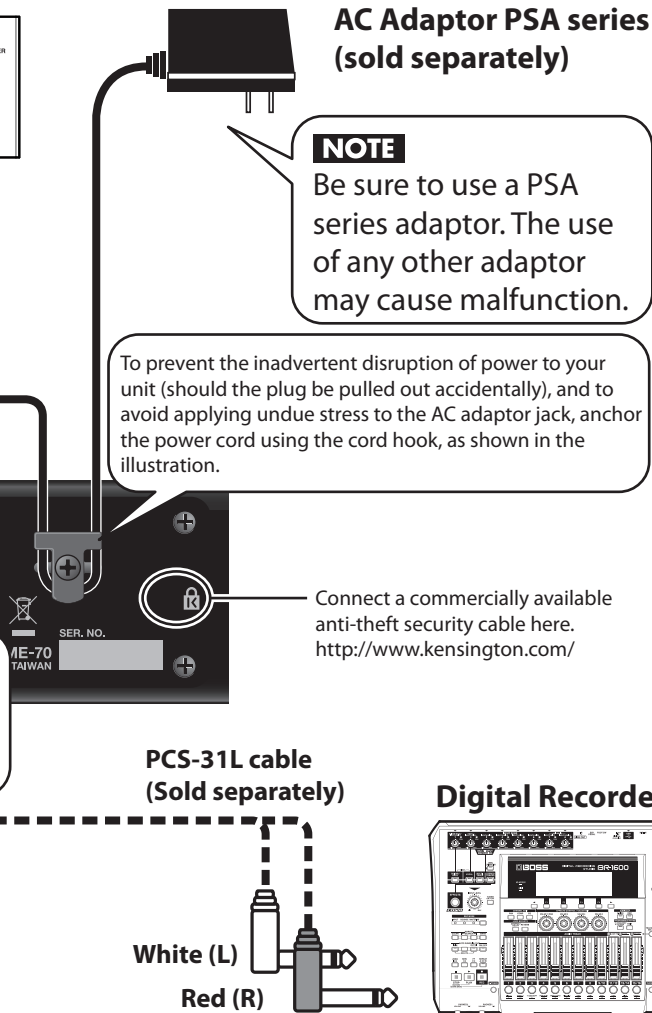 AC Adaptor PSA series
(sold separately)
NOTE
Be sure to use a PSA
series adaptor. The use
of any other adaptor
may cause malfunction.
To prevent the inadvertent disruption of power to your
unit (should the plug be pulled out accidentally), and to
avoid applying undue stress to the AC adaptor jack, anchor
the power cord using the cord hook, as shown in the
illustration.
Connect a commercially available
anti-theft security cable here.
http://www.kensington.com/
SER. NO.
ME-70
TAIWAN
PCS-31L cable
(Sold separately)
White (L)
Red (R)
Digital Recorde
BOSS
BR-1600